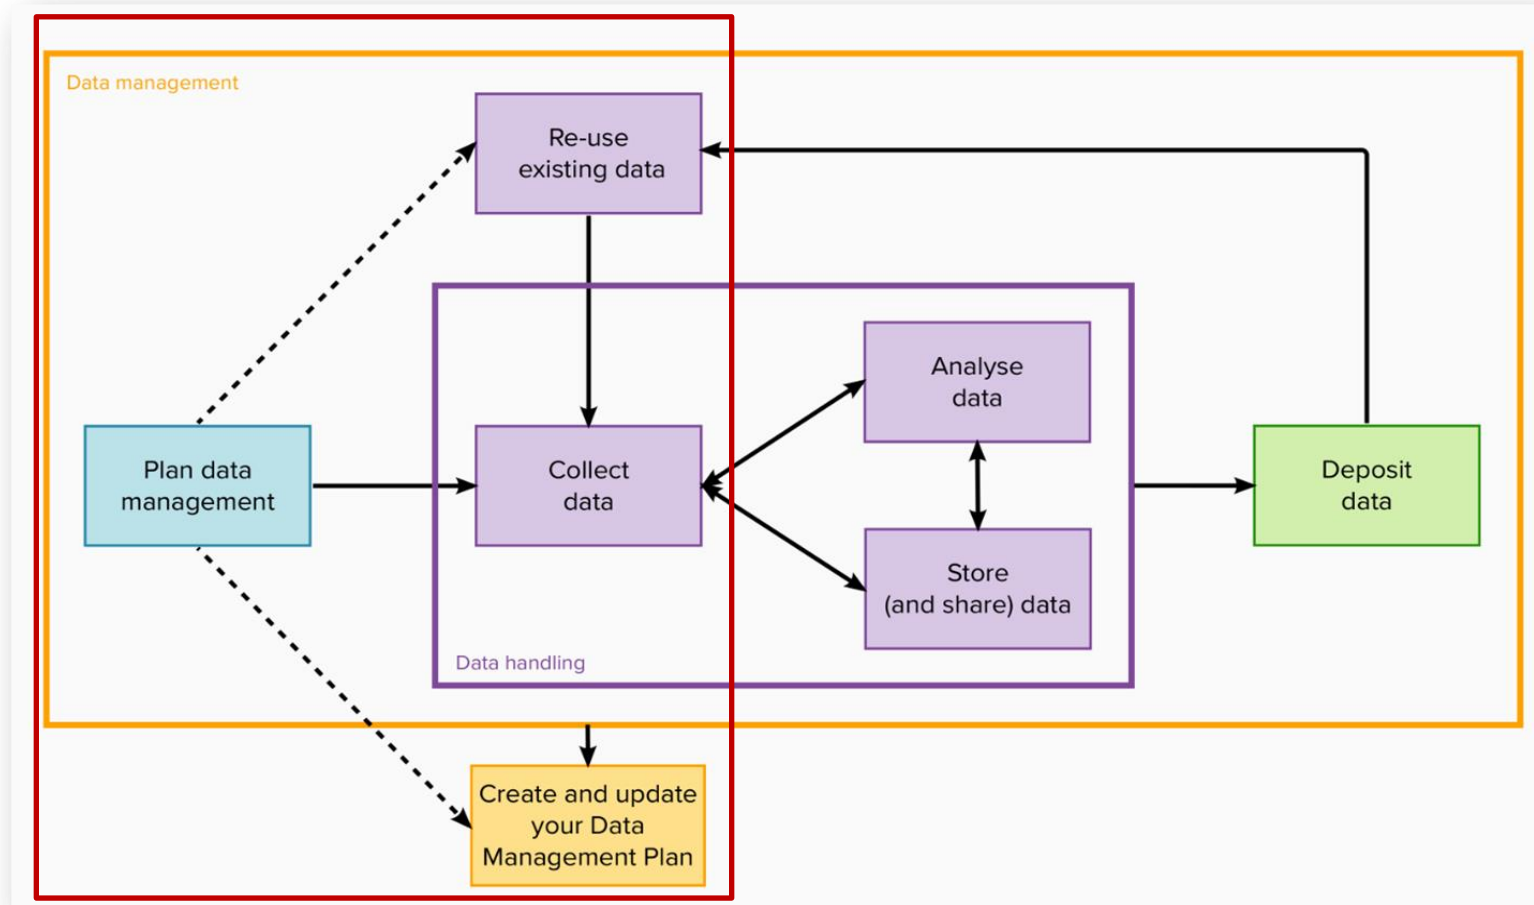 Data management
Re-use
existing data
Analyse
data
Plan data
management
Collect
data
Deposit
data
Store
(and share) data
Data handling
Create and update
your Data
Management Plan